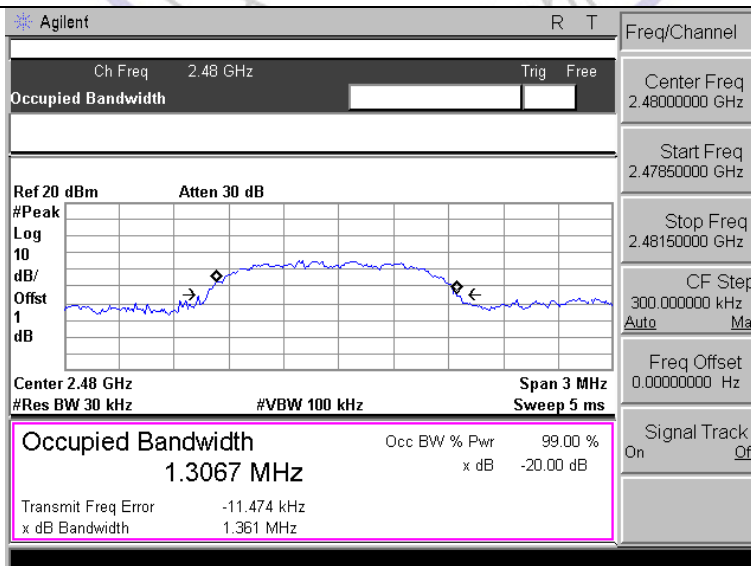 Agilent R T
Freq/Channel
Ch Freq 2.48 GHz Trig Free
Occupied Bandwidth
Center Freq
2.48000000 GHz
Start Freq
2.47850000 GHz
Stop Freq
2.48150000 GHz
CF Step
300.000000 kHz
Auto Ma
Freq Offset
0.00000000 Hz
Signal Track
On Of
Ref 20 dBm Atten 30 dB
#Peak
Log
10
dB/
Offst
1
dB
Center 2.48 GHz Span 3 MHz
#Res BW 30 kHz #VBW 100 kHz Sweep 5 ms
Occupied Bandwidth Occ BW % Pwr 99.00 %
1.3067 MHz x dB -20.00 dB
Transmit Freq Error -11.474 kHz
x dB Bandwidth 1.361 MHz